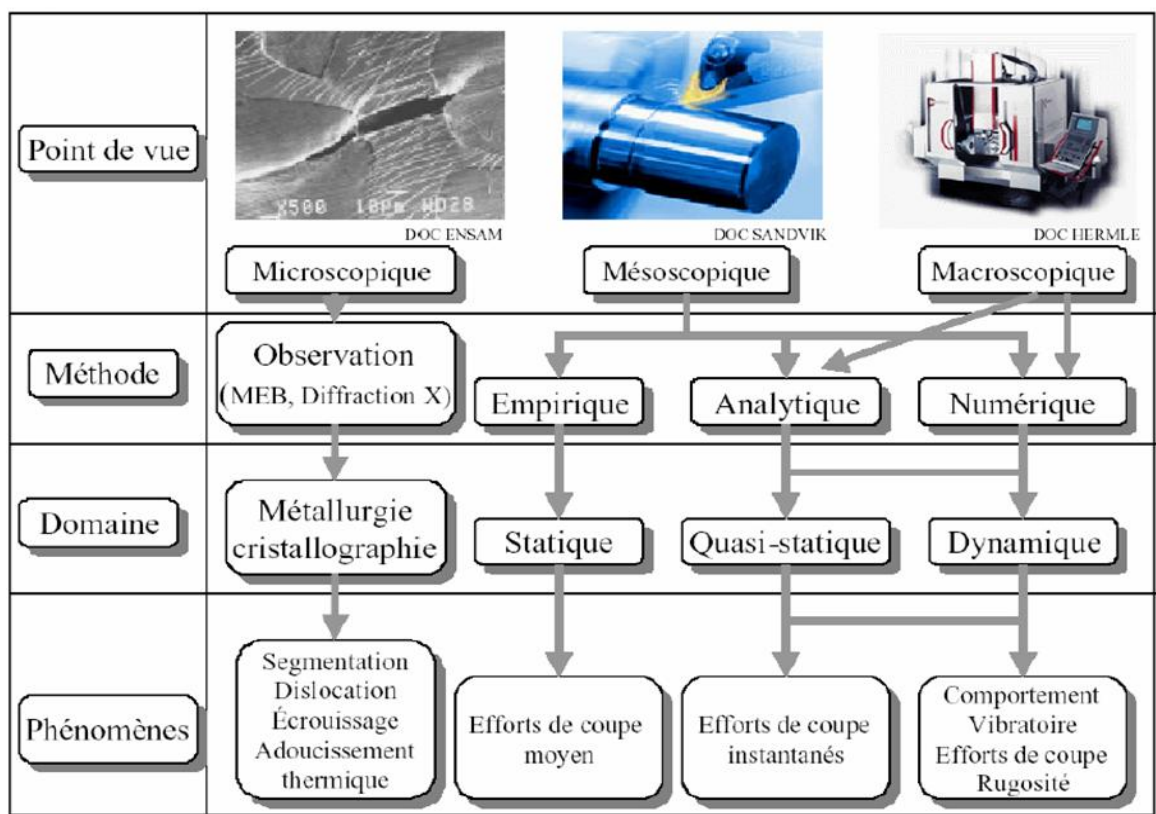 Point de vue
X500 10µm WD28
DOC ENSAM
DOC SANDVIK
DOC HERMLE
Microscopique
Mésoscopique
Macroscopique
Méthode
Observation
(MEB, Diffraction X)
Empirique
Analytique
Numérique
Domaine
Métallurgie
cristallographie
Statique
Quasi-statique
Dynamique
Phénomènes
Segmentation
Dislocation
Écrouissage
Adoucissement
thermique
Efforts de coupe
moyen
Efforts de coupe
instantanés
Comportement
Vibratoire
Efforts de coupe
Rugosité